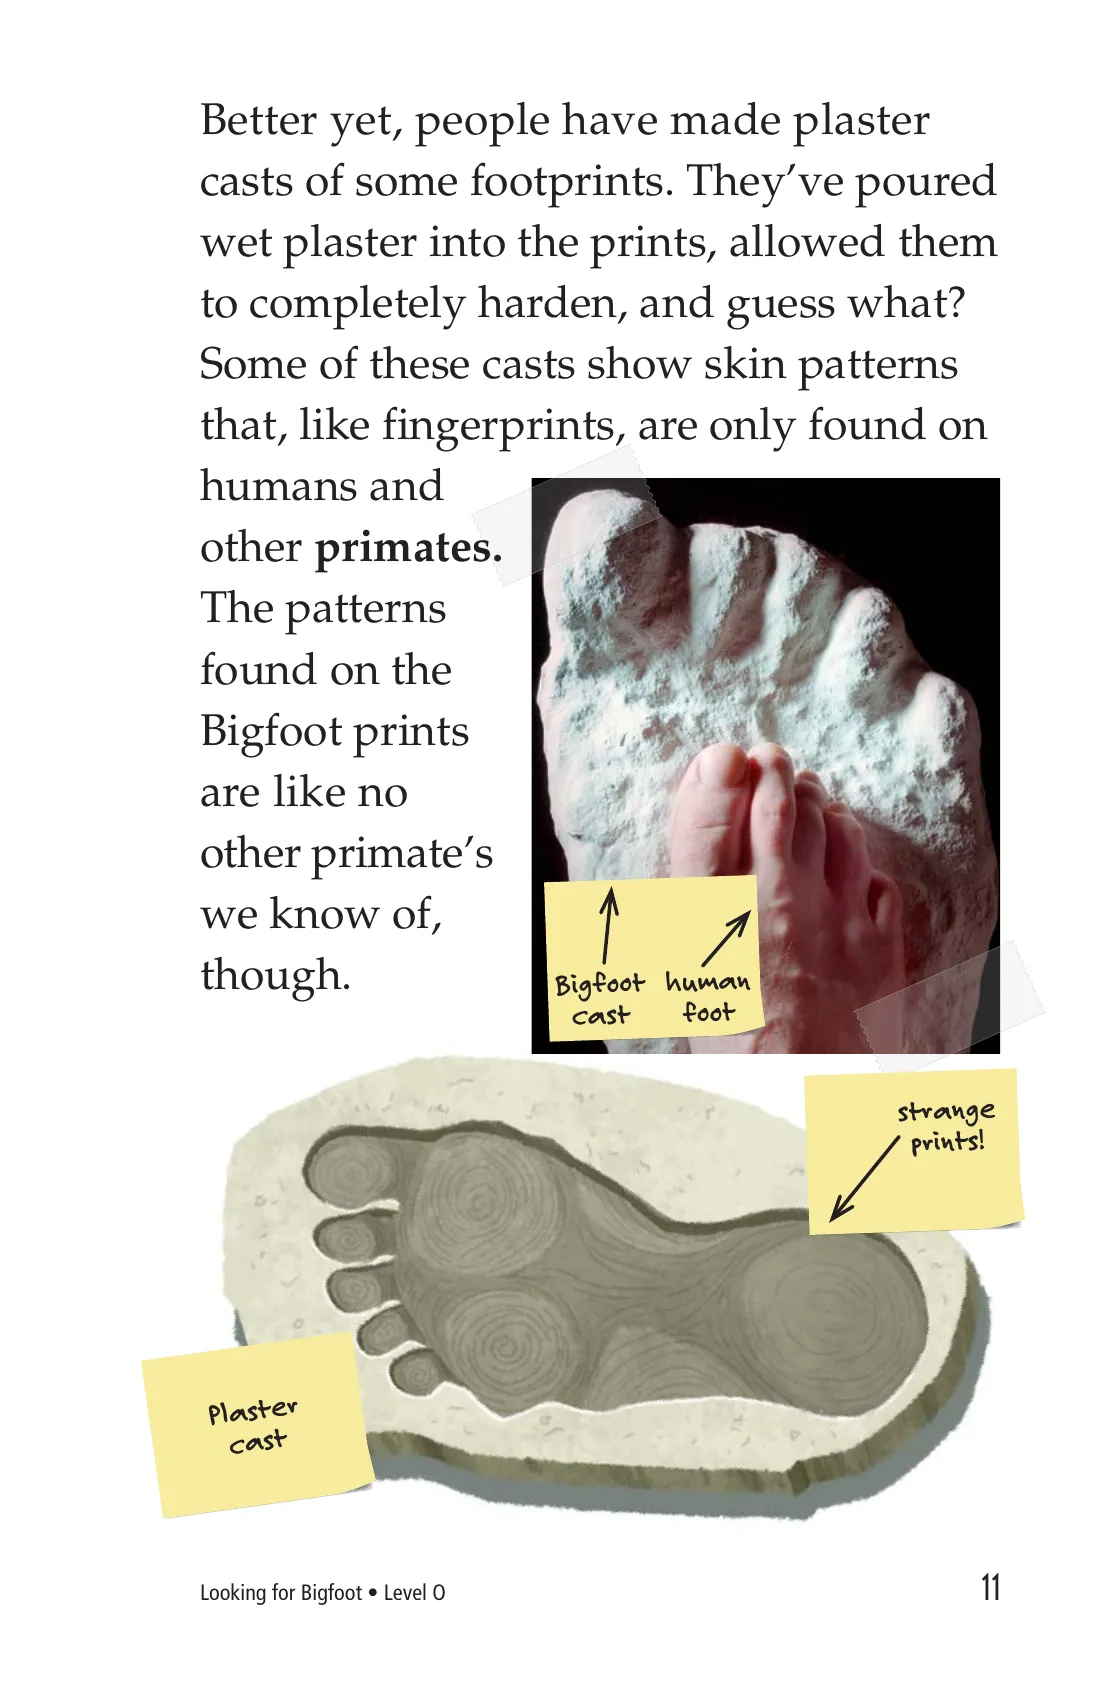 Better yet, people have made plaster
casts of some footprints. They’ve poured
wet plaster into the prints, allowed them
to completely harden, and guess what?
Some of these casts show skin patterns
that, like fingerprints, are only found on
humans and
other primates.
The patterns
found on the
Bigfoot prints
are like no
other primate’s
we know of,
though.
Bigfoot
cast
human
foot
strange
prints!
Plaster
cast
Looking for Bigfoot • Level O
11